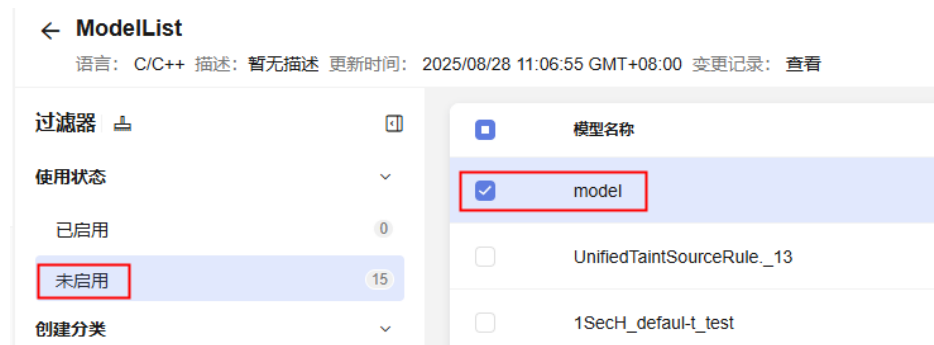 ModelList
语言： C/C++ 描述：暂无描述 更新时间： 2025/08/28 11:06:55 GMT+08:00 变更记录： 查看
过滤器
使用状态
已启用 0
未启用 15
创建分类
模型名称
model
UnifiedTaintSourceRule._13
1SecH_defaul-t_test